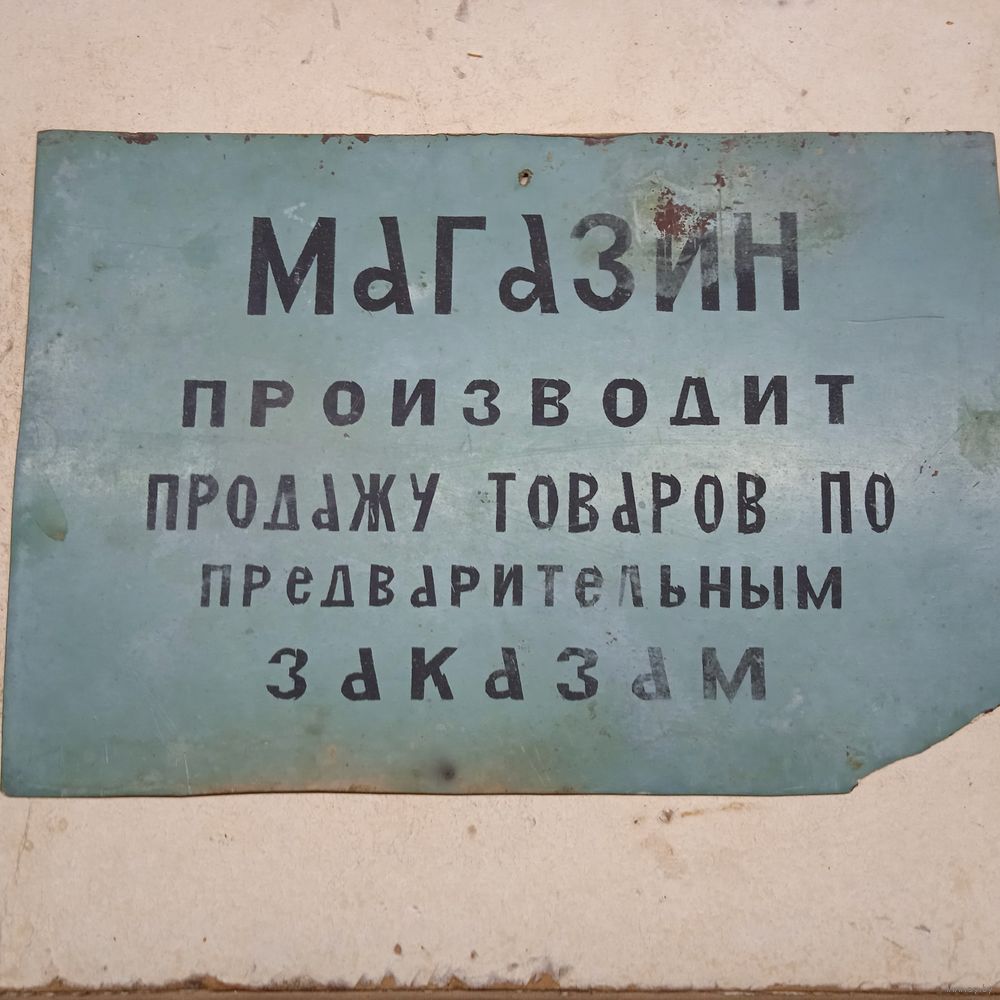 МАГАЗИН
ПРОИЗВОДИТ
ПРОДАЖУ ТОВАРОВ ПО
ПРЕДВАРИТЕЛЬНЫМ
ЗАКАЗАМ